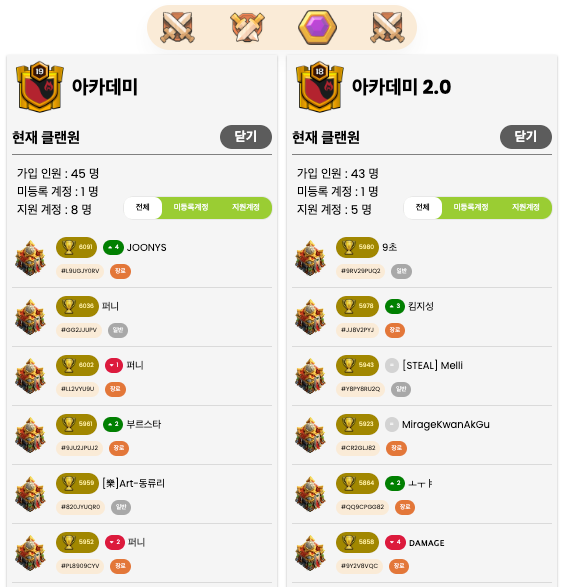 19
아카데미
현재 클랜원
닫기
가입 인원 : 45 명
미등록 계정 : 1 명
지원 계정 : 8 명
전체
미등록계정
지원계정
6091
4
JOONYS
#L9UGJY0RV
장로
6036
퍼니
#GG2JJUPV
일반
6002
1
퍼니
#LL2VYU9U
장로
5961
2
부르스타
#9JU2JPUJ2
장로
5959
[樂]Art-동류리
#820JYUQR0
일반
5952
2
퍼니
#PL8909CYV
장로
18
아카데미 2.0
현재 클랜원
닫기
가입 인원 : 43 명
미등록 계정 : 1 명
지원 계정 : 5 명
전체
미등록계정
지원계정
5980
9초
#9RV29PUQ2
일반
5978
3
킴지성
#JJ8V2PYJ
장로
5943
[STEAL] Melli
#Y8PY8RU2Q
일반
5923
MirageKwanAkGu
#CR2GLJ82
장로
5864
2
ㅗㅜㅑ
#QQ9CPGG82
장로
5858
4
ᴅᴀᴍᴀɢᴇ
#9Y2V8VQC
장로